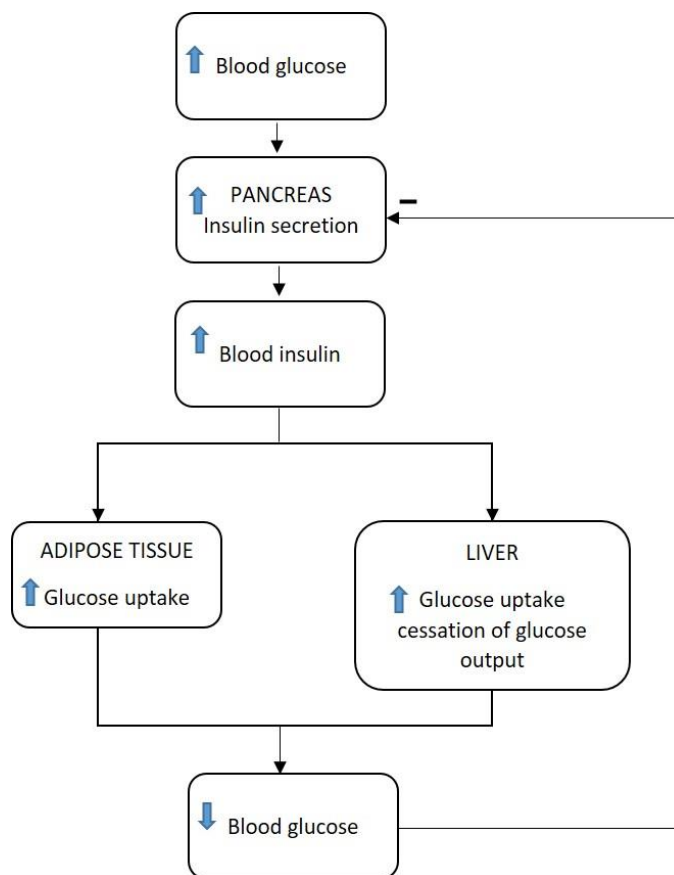 Blood glucose
PANCREAS
Insulin secretion
–
Blood insulin
ADIPOSE TISSUE
Glucose uptake
LIVER
Glucose uptake
cessation of glucose
output
Blood glucose